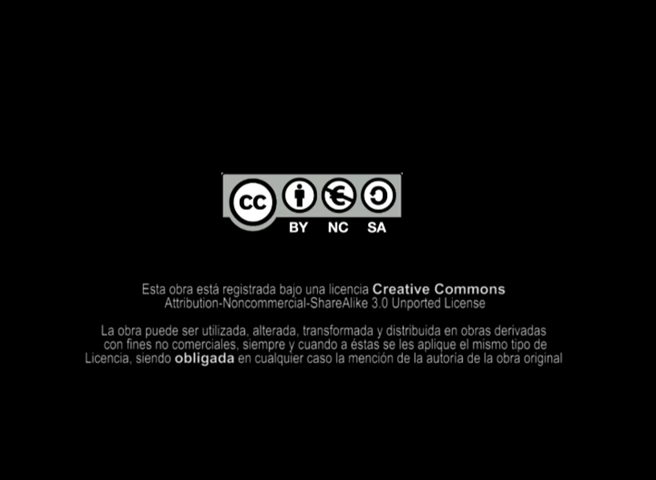 cc
BY NC SA
Esta obra está registrada bajo una licencia Creative Commons
Attribution-Noncommercial-ShareAlike 3.0 Unported License
La obra puede ser utilizada, alterada, transformada y distribuida en obras derivadas
con fines no comerciales, siempre y cuando a éstas se les aplique el mismo tipo de
Licencia, siendo obligada en cualquier caso la mención de la autoría de la obra original